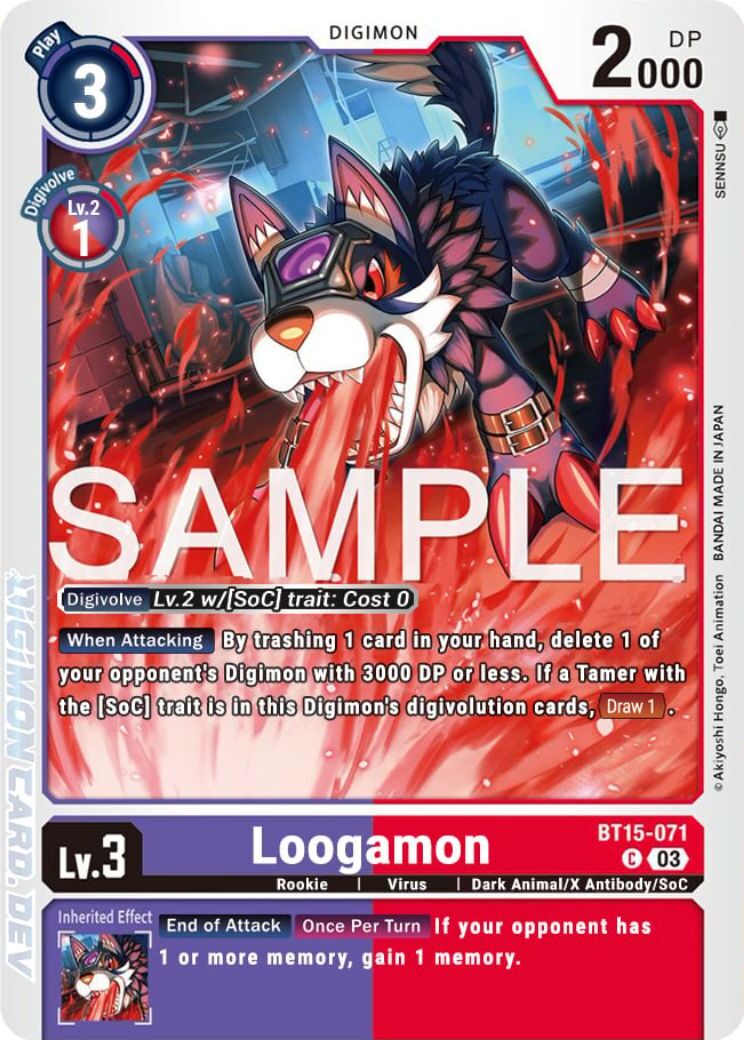 DIGIMON
Play
3
2000
DP
Digivolve
Lv.2
1
SENNSU
SAMPLE
Digivolve Lv.2 w/[SoC] trait: Cost 0
When Attacking By trashing 1 card in your hand, delete 1 of
your opponent's Digimon with 3000 DP or less. If a Tamer with
the [SoC] trait is in this Digimon's digivolution cards, Draw 1.
© Akiyoshi Hongo, Toei Animation BANDAI MADE IN JAPAN
DIGIMONCARD.DEV
Lv.3
Loogamon
BT15-071
C 03
Rookie | Virus | Dark Animal/X Antibody/SoC
Inherited Effect
End of Attack Once Per Turn If your opponent has
1 or more memory, gain 1 memory.